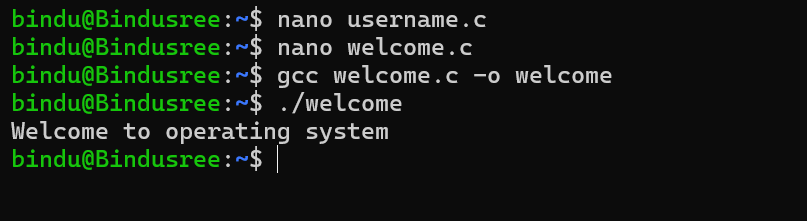 bindu@Bindusree:~$ nano username.c
bindu@Bindusree:~$ nano welcome.c
bindu@Bindusree:~$ gcc welcome.c -o welcome
bindu@Bindusree:~$ ./welcome
Welcome to operating system
bindu@Bindusree:~$